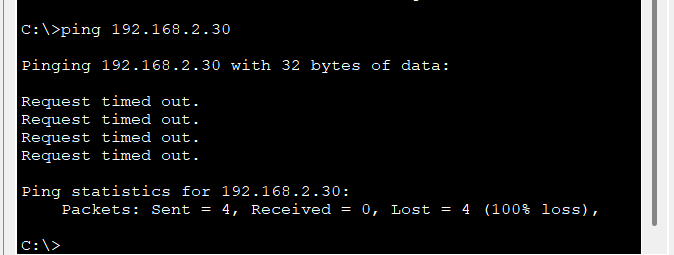 C:\>ping 192.168.2.30
Pinging 192.168.2.30 with 32 bytes of data:
Request timed out.
Request timed out.
Request timed out.
Request timed out.
Ping statistics for 192.168.2.30:
Packets: Sent = 4, Received = 0, Lost = 4 (100% loss),
C:\>